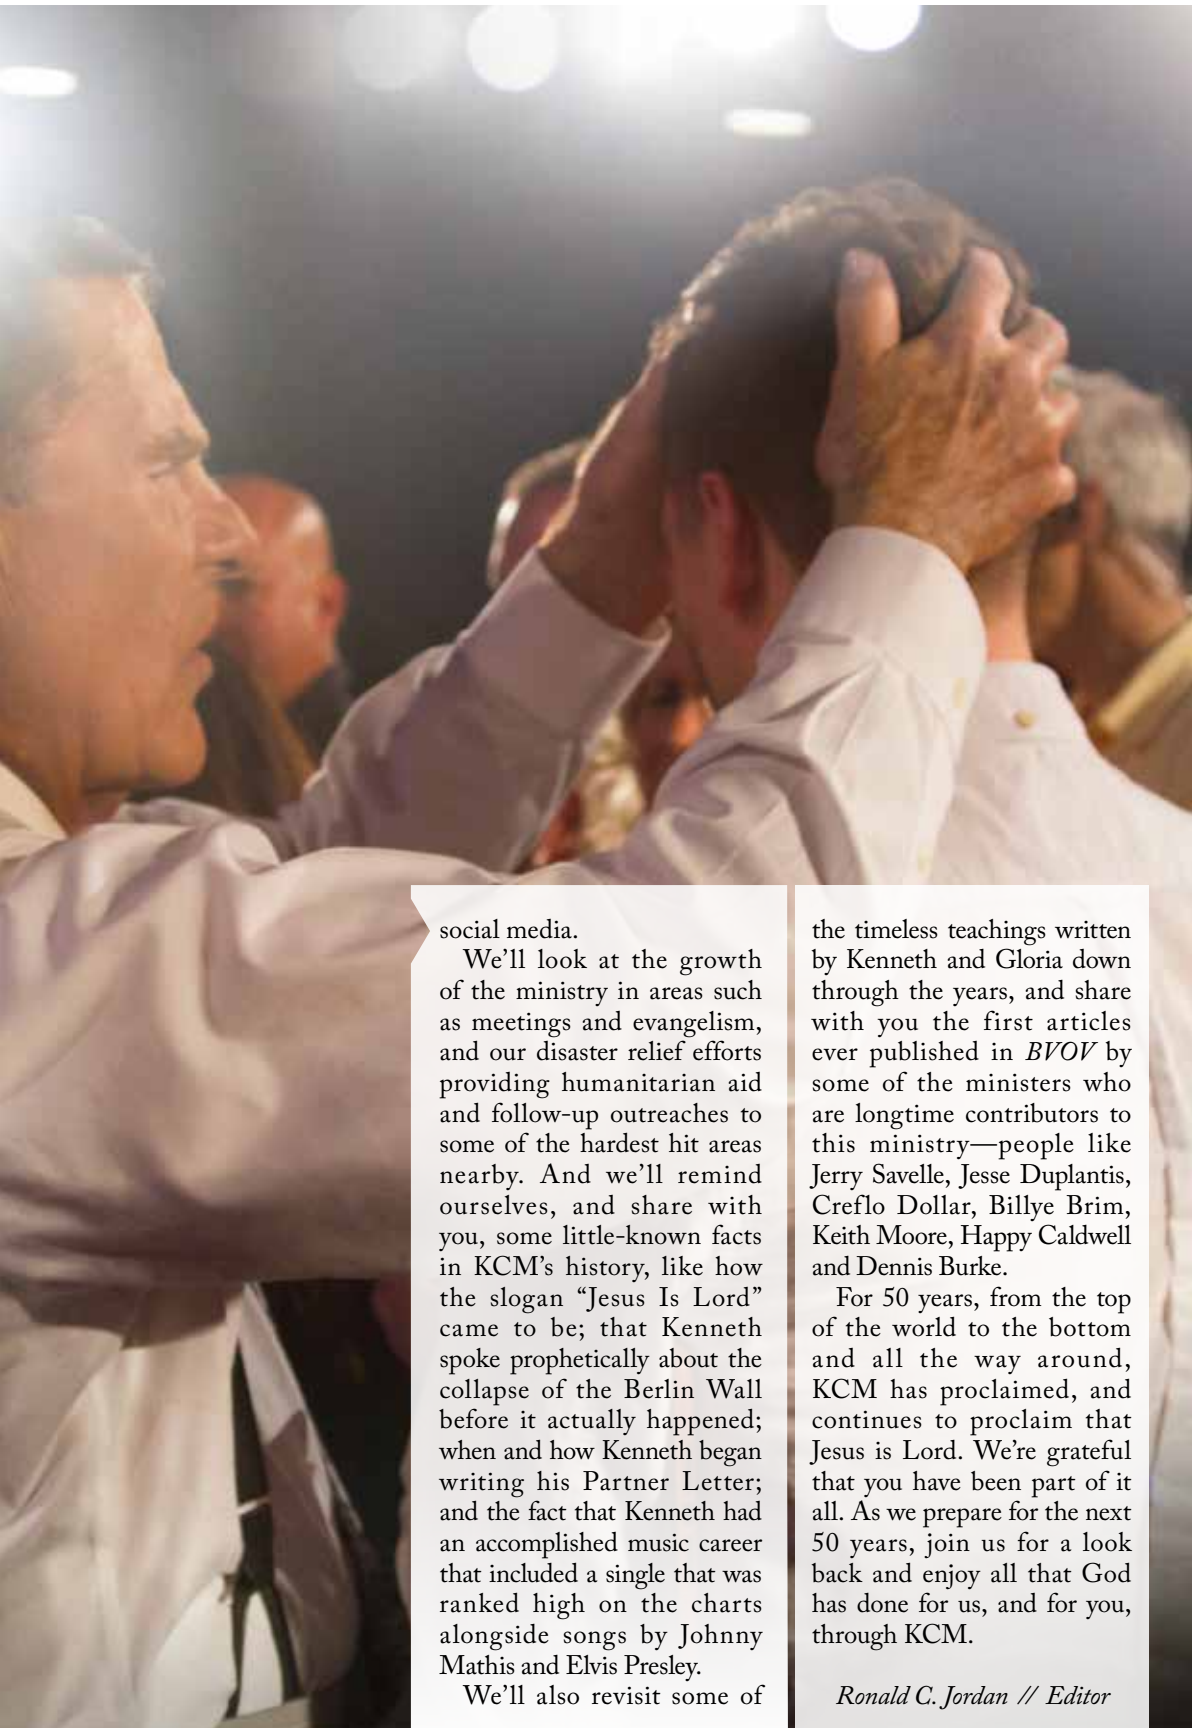 social media.
We’ll look at the growth
of the ministry in areas such
as meetings and evangelism,
and our disaster relief efforts
providing humanitarian aid
and follow-up outreaches to
some of the hardest hit areas
nearby. And we’ll remind
ourselves, and share with
you, some little-known facts
in KCM’s history, like how
the slogan “Jesus Is Lord”
came to be; that Kenneth
spoke prophetically about the
collapse of the Berlin Wall
before it actually happened;
when and how Kenneth began
writing his Partner Letter;
and the fact that Kenneth had
an accomplished music career
that included a single that was
ranked high on the charts
alongside songs by Johnny
Mathis and Elvis Presley.
We’ll also revisit some of
the timeless teachings written
by Kenneth and Gloria down
through the years, and share
with you the first articles
ever published in BVOV by
some of the ministers who
are longtime contributors to
this ministry—people like
Jerry Savelle, Jesse Duplantis,
Creflo Dollar, Billye Brim,
Keith Moore, Happy Caldwell
and Dennis Burke.
For 50 years, from the top
of the world to the bottom
and all the way around,
KCM has proclaimed, and
continues to proclaim that
Jesus is Lord. We’re grateful
that you have been part of it
all. As we prepare for the next
50 years, join us for a look
back and enjoy all that God
has done for us, and for you,
through KCM.
Ronald C. Jordan // Editor